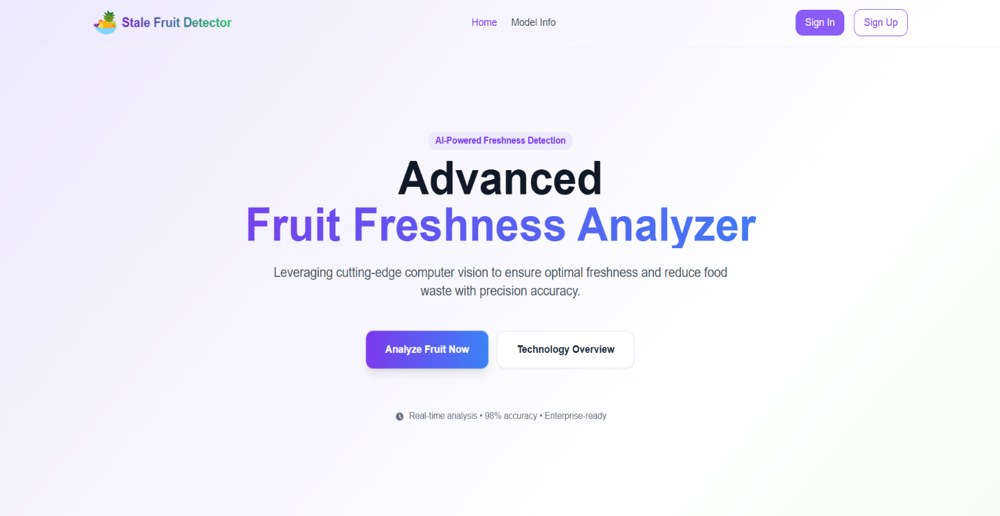 Stale Fruit Detector
Home
Model Info
Sign In
Sign Up
AI-Powered Freshness Detection
Advanced
Fruit Freshness Analyzer
Leveraging cutting-edge computer vision to ensure optimal freshness and reduce food
waste with precision accuracy.
Analyze Fruit Now
Technology Overview
Real-time analysis • 98% accuracy • Enterprise-ready